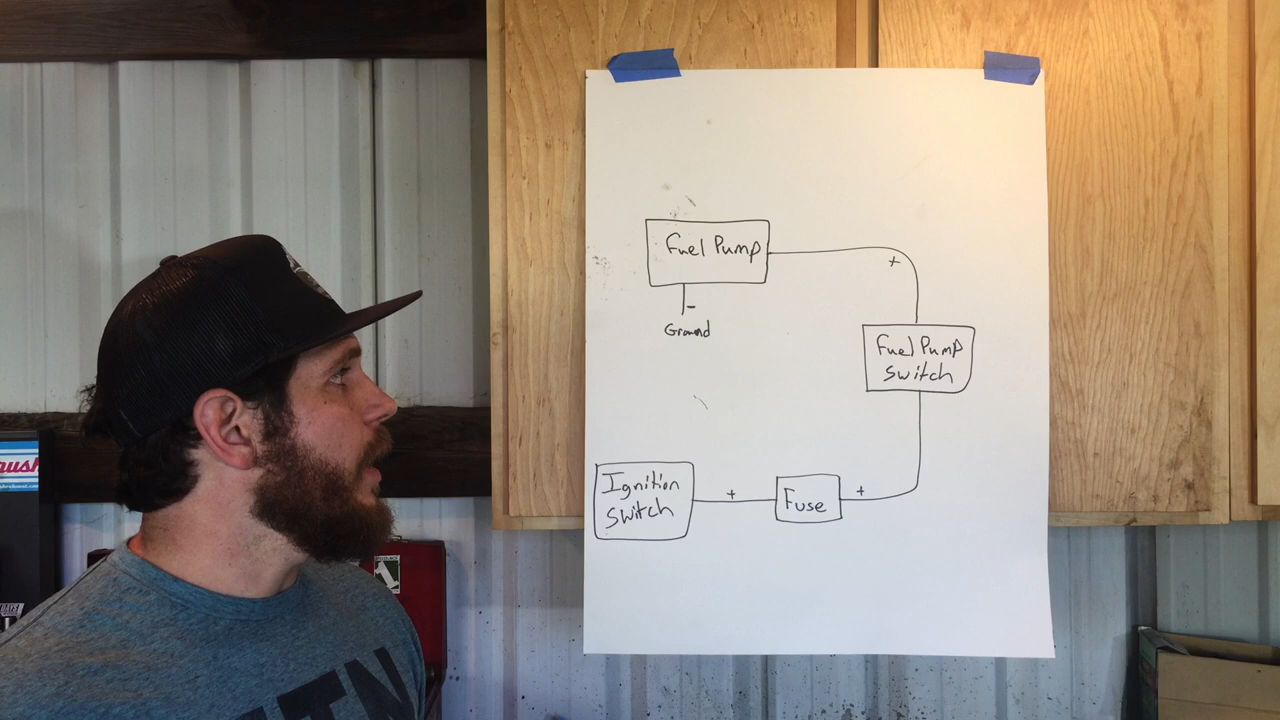 Fuel Pump
+
-
Ground
Fuel Pump
Switch
Ignition
Switch
+
Fuse
+